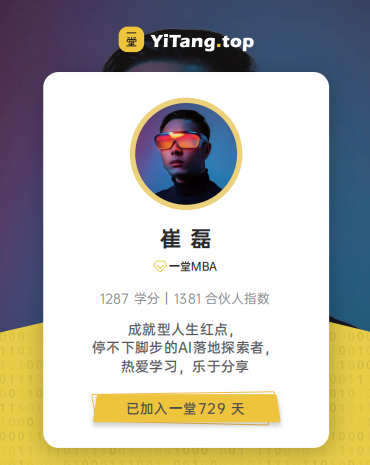 一堂 YiTang.top
崔磊
一堂MBA
1287 学分 | 1381 合伙人指数
成就型人生红点，
停不下脚步的AI落地探索者，
热爱学习，乐于分享
已加入一堂729 天